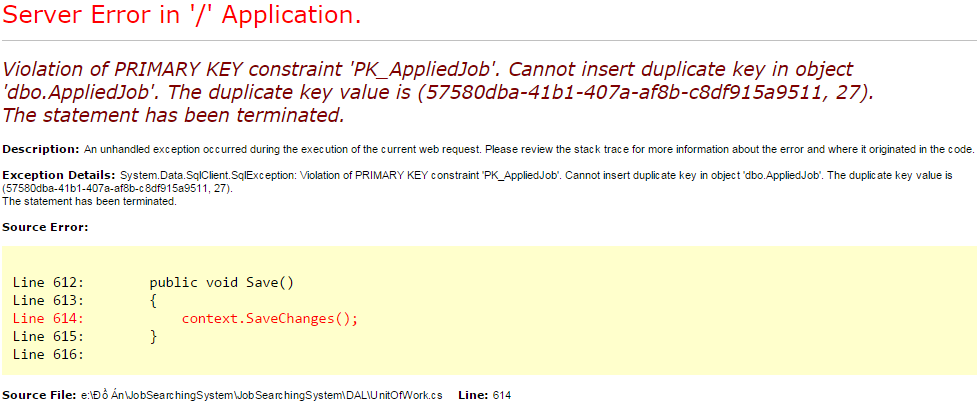 Server Error in '/' Application.
Violation of PRIMARY KEY constraint 'PK_AppliedJob'. Cannot insert duplicate key in object
'dbo.AppliedJob'. The duplicate key value is (57580dba-41b1-407a-af8b-c8df915a9511, 27).
The statement has been terminated.
Description: An unhandled exception occurred during the execution of the current web request. Please review the stack trace for more information about the error and where it originated in the code.
Exception Details: System.Data.SqlClient.SqlException: Violation of PRIMARY KEY constraint 'PK_AppliedJob'. Cannot insert duplicate key in object 'dbo.AppliedJob'. The duplicate key value is
(57580dba-41b1-407a-af8b-c8df915a9511, 27).
The statement has been terminated.
Source Error:
Line 612:        public void Save()
Line 613:        {
Line 614:            context.SaveChanges();
Line 615:        }
Line 616:
Source File: e:\Đồ Án\JobSearchingSystem\JobSearchingSystem\DAL\UnitOfWork.cs    Line: 614